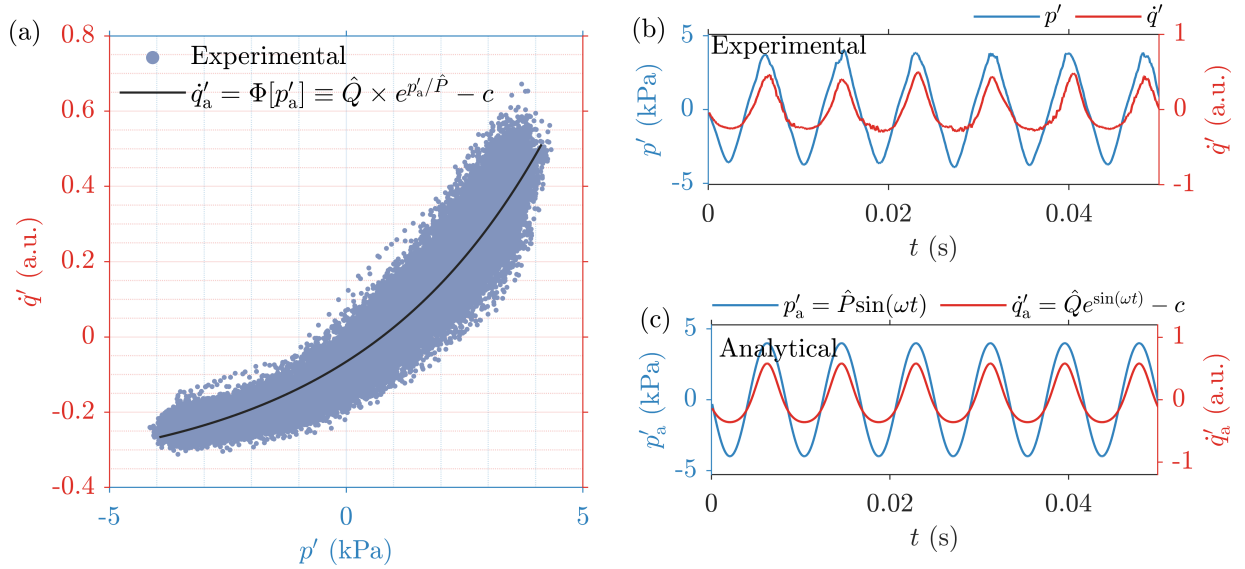 (a)
0.8
0.6
0.4
0.2
0
-0.2
-0.4
q̇′ (a.u.)
-5
0
5
p′ (kPa)
Experimental
q̇′ₐ = Φ[p′ₐ] ≡ Q̂ × e^{p′ₐ/P̂} − c
(b)
p′ q̇′
Experimental
5
0
-5
p′ (kPa)
1
0
-1
q̇′ (a.u.)
0 0.02 0.04
t (s)
(c)
p′ₐ = P̂sin(ωt) q̇′ₐ = Q̂e^{sin(ωt)} − c
Analytical
5
0
-5
p′ₐ (kPa)
1
0
-1
q̇′ₐ (a.u.)
0 0.02 0.04
t (s)